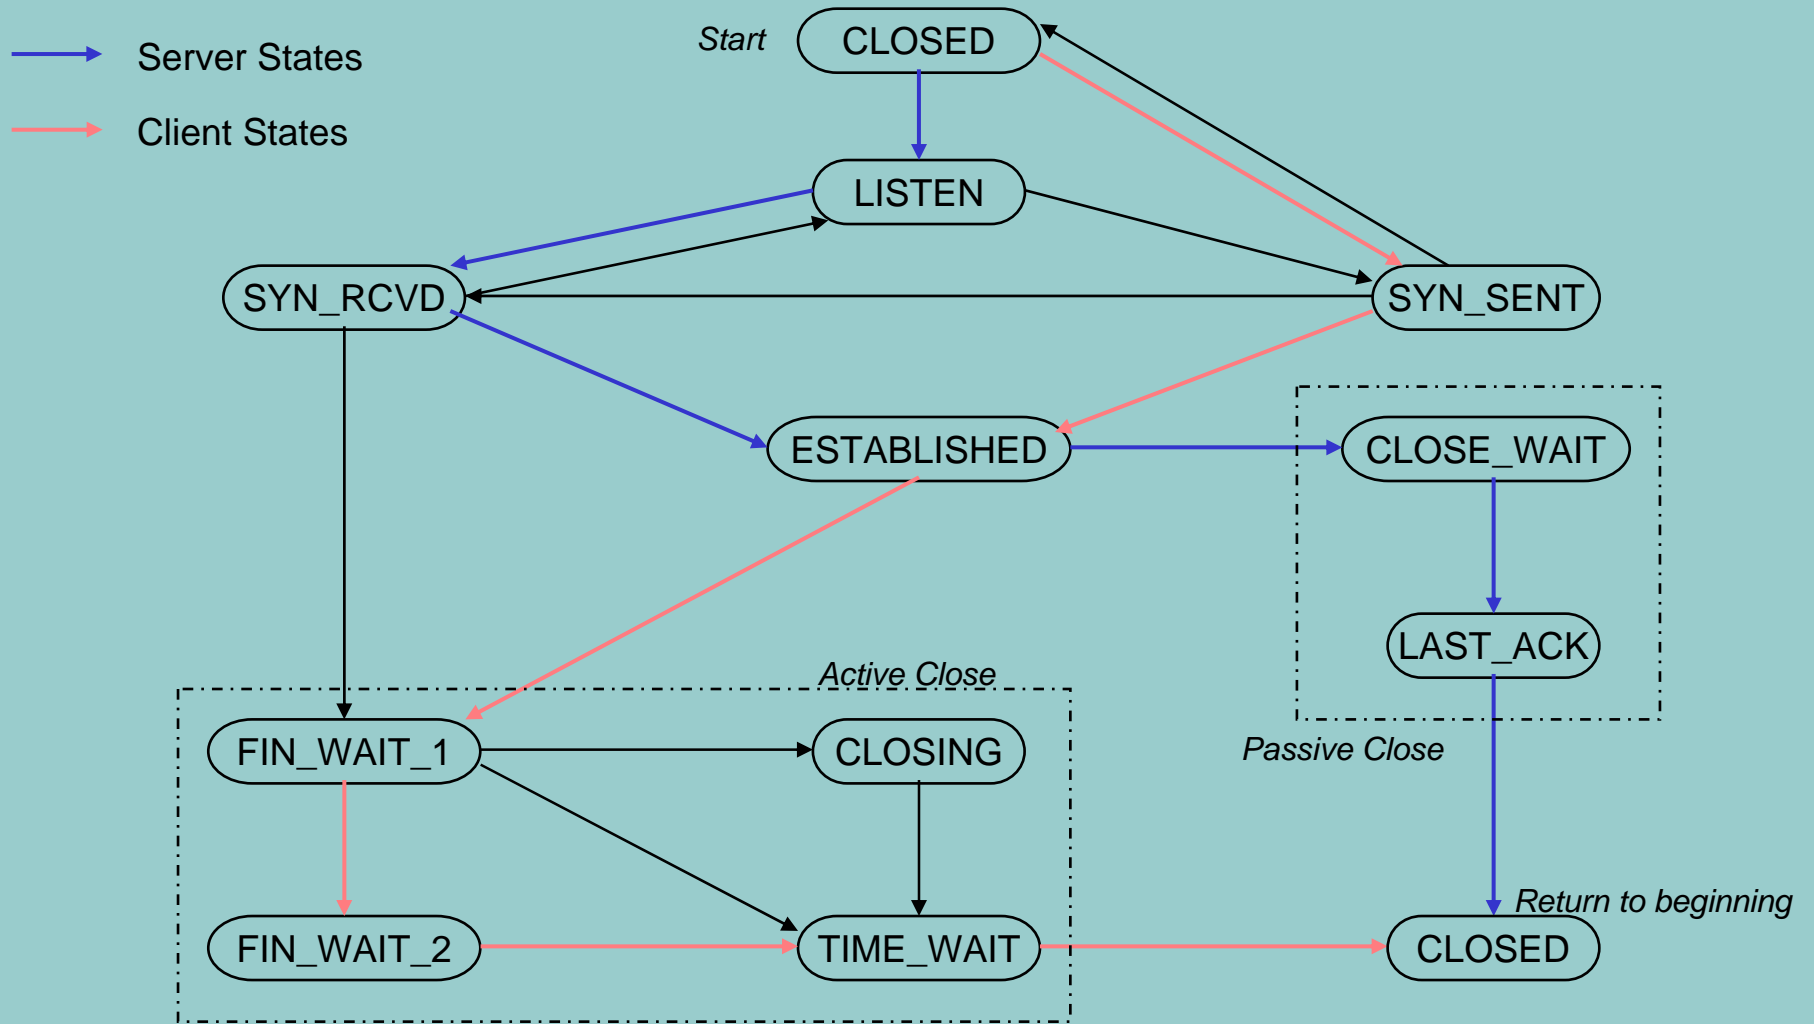 Server States
Client States
Start
CLOSED
LISTEN
SYN_RCVD
SYN_SENT
ESTABLISHED
CLOSE_WAIT
LAST_ACK
Active Close
FIN_WAIT_1
CLOSING
Passive Close
Return to beginning
FIN_WAIT_2
TIME_WAIT
CLOSED